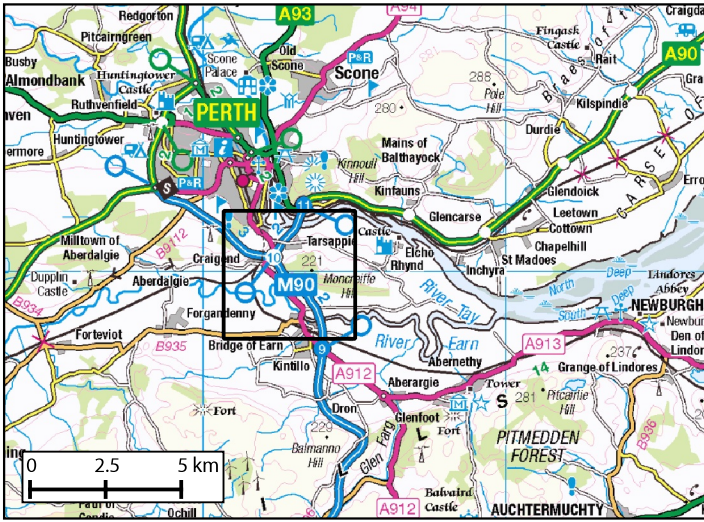 Redgorton
Pitcairngreen
A93
A94
Old
Scone
Fingask
Castle
Rait
Braes of the
A90
Busby
Almondbank
Huntingtower
Castle
Scone
Palace
P&R
Scone
288
Pole
Hill
Kilspindie
Ruthvenfield
PERTH
280
Durdie
Huntingtower
Mains of
Balthayock
Kinnoull
Hill
CARSE OF
P&R
S
Kinfauns
Glendoick
Leetown
Cottown
Erro
11
Glencarse
Milltown of
Aberdalgie
B9112
Tarsappie
Castle
Elcho
Rhynd
Chapelhill
St Madoes
Inchyra
Craigend
10
221
Moncreiffe
Hill
Dupplin
Castle
Aberdalgie
M90
2
River Tay
North Deep
South Deep
Lindores
Abbey
NEWBURGH
B934
Forgandenny
Forteviot
B935
Bridge of Earn
9
River Earn
Abernethy
A913
Newbur
Den of
Lindor
237
Grange of Lindores
Kintillo
A912
Aberargie
14
Tower
281
Pitcairlie
Hill
Fort
Dron
Glenfoot
Fort
S
229
Balmanno
Hill
Glen Farg
L
L
PITMEDDEN
FOREST
B936
I
Balvaird
Castle
A912
AUCHTERMUCHTY
Ochill
0 2.5 5 km